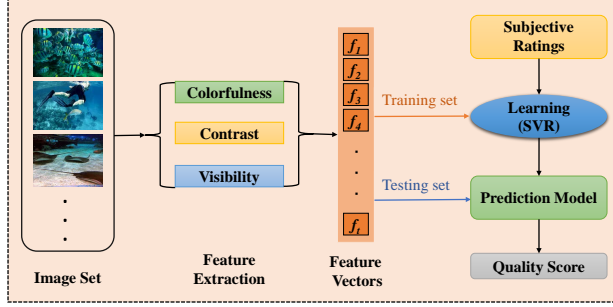 Subjective
Ratings
f1
f2
f3
f4
ft
Colorfulness
Contrast
Visibility
Training set
Testing set
Learning
(SVR)
Prediction Model
Quality Score
Image Set
Feature
Extraction
Feature
Vectors